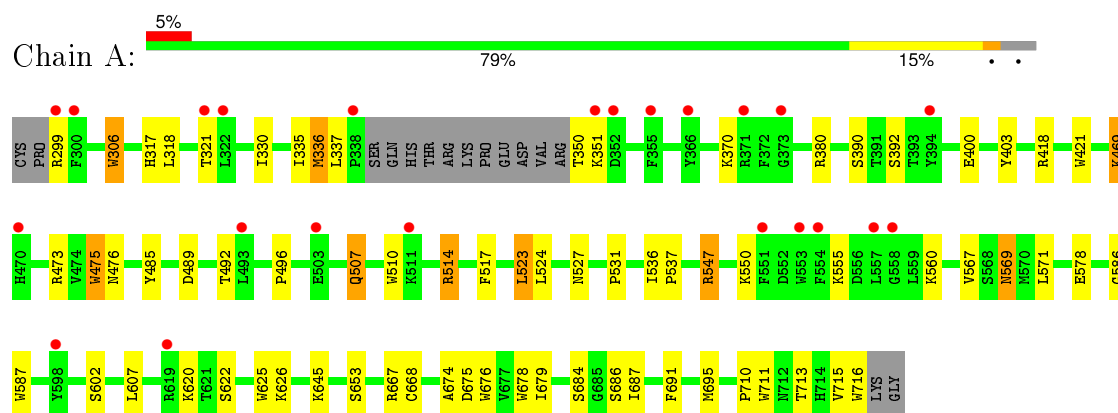 5%
Chain A:
79% 15% • •
CYS PRO R299 F300 W306 H317 L318 T321 L322 I330 I335 N336 L337 P338 SER GLN HIS THR ARG LYS PRO GLU ASP VAL ARG T350 K351 D352 F355 Y366 K370 R371 F372 G373 R380 S390 T391 S392 T393 Y394 E400 Y403 R418 W421 K469
H470 R473 V474 W475 N476 Y485 D489 T492 L493 P496 E503 Q507 W510 K511 R514 F517 L523 L524 N527 P531 I536 P537 R547 K550 F551 D552 W553 F554 K555 D556 L557 G558 L559 K560 V567 S568 N569 M570 L571 E578 G586
W587 Y598 S602 L607 R619 K620 T621 S622 W625 K626 K645 S653 R667 C668 A674 D675 W676 V677 W678 I679 S684 G685 S686 I687 F691 M695 P710 W711 N712 T713 H714 V715 W716 LYS GLY